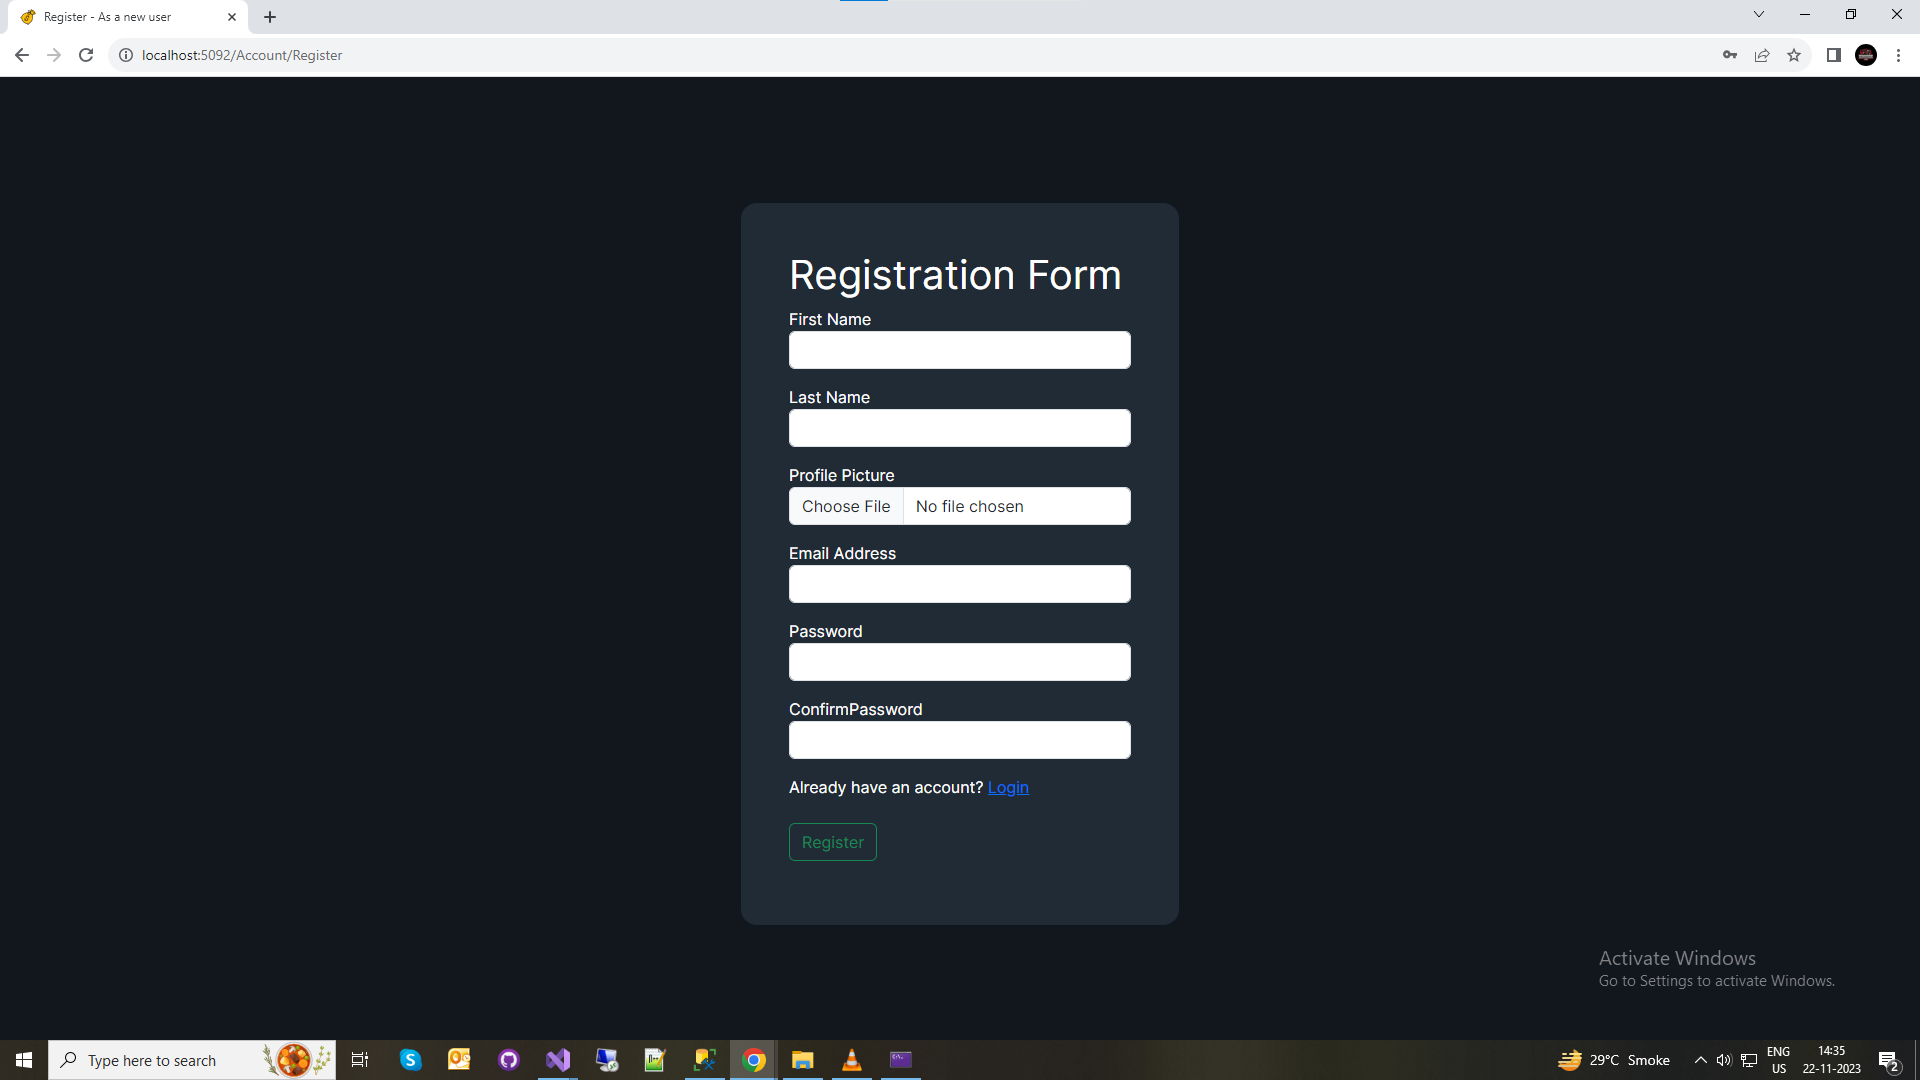 Register - As a new user
localhost:5092/Account/Register
Registration Form
First Name
Last Name
Profile Picture
Choose File No file chosen
Email Address
Password
ConfirmPassword
Already have an account? Login
Register
Activate Windows
Go to Settings to activate Windows.
Type here to search
29°C Smoke
ENG
US
14:35
22-11-2023
2